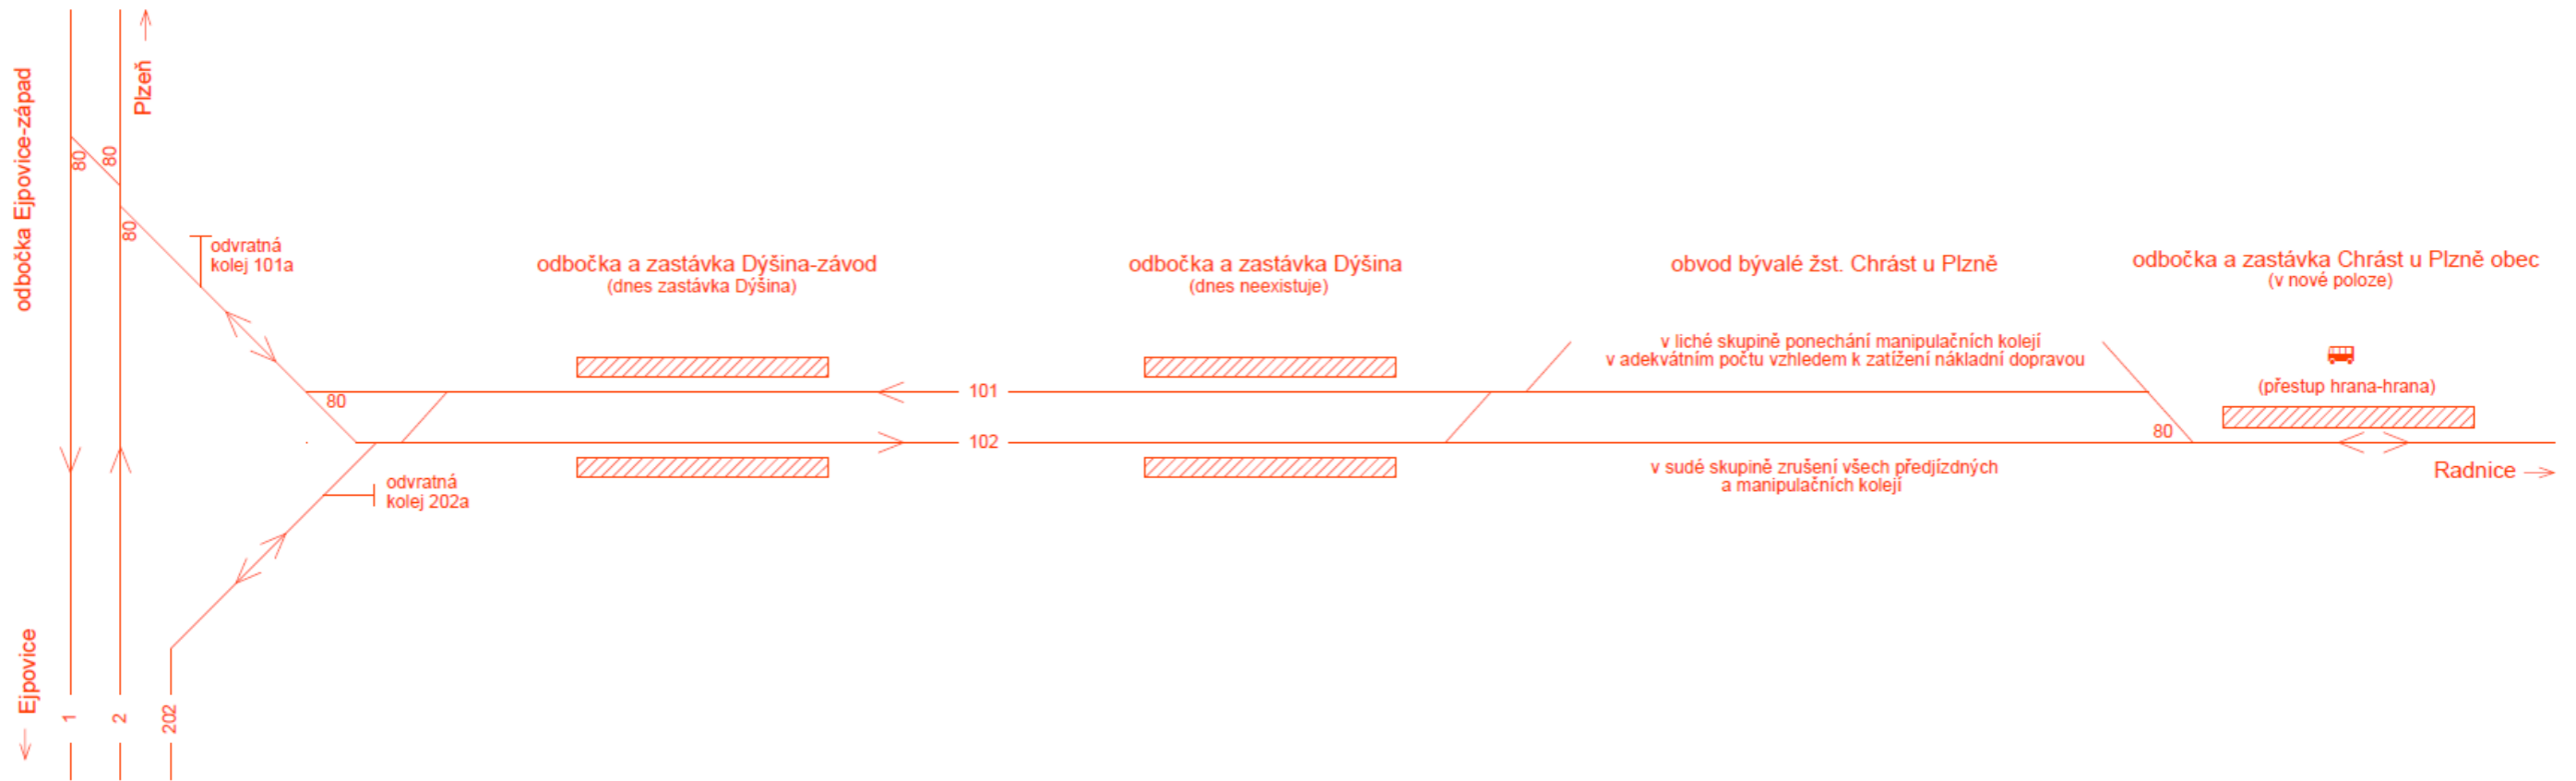 odbočka Ejpovice-západ
Plzeň
80
80
80
odvratná
kolej 101a
odbočka a zastávka Dýšina-závod
(dnes zastávka Dýšina)
odbočka a zastávka Dýšina
(dnes neexistuje)
obvod bývalé žst. Chrást u Plzně
odbočka a zastávka Chrást u Plzně obec
(v nové poloze)
v liché skupině ponechání manipulačních kolejí
v adekvátním počtu vzhledem k zatížení nákladní dopravou
(přestup hrana-hrana)
80
101
102
80
odvratná
kolej 202a
v sudé skupině zrušení všech předjízdných
a manipulačních kolejí
Radnice
Ejpovice
1
2
202